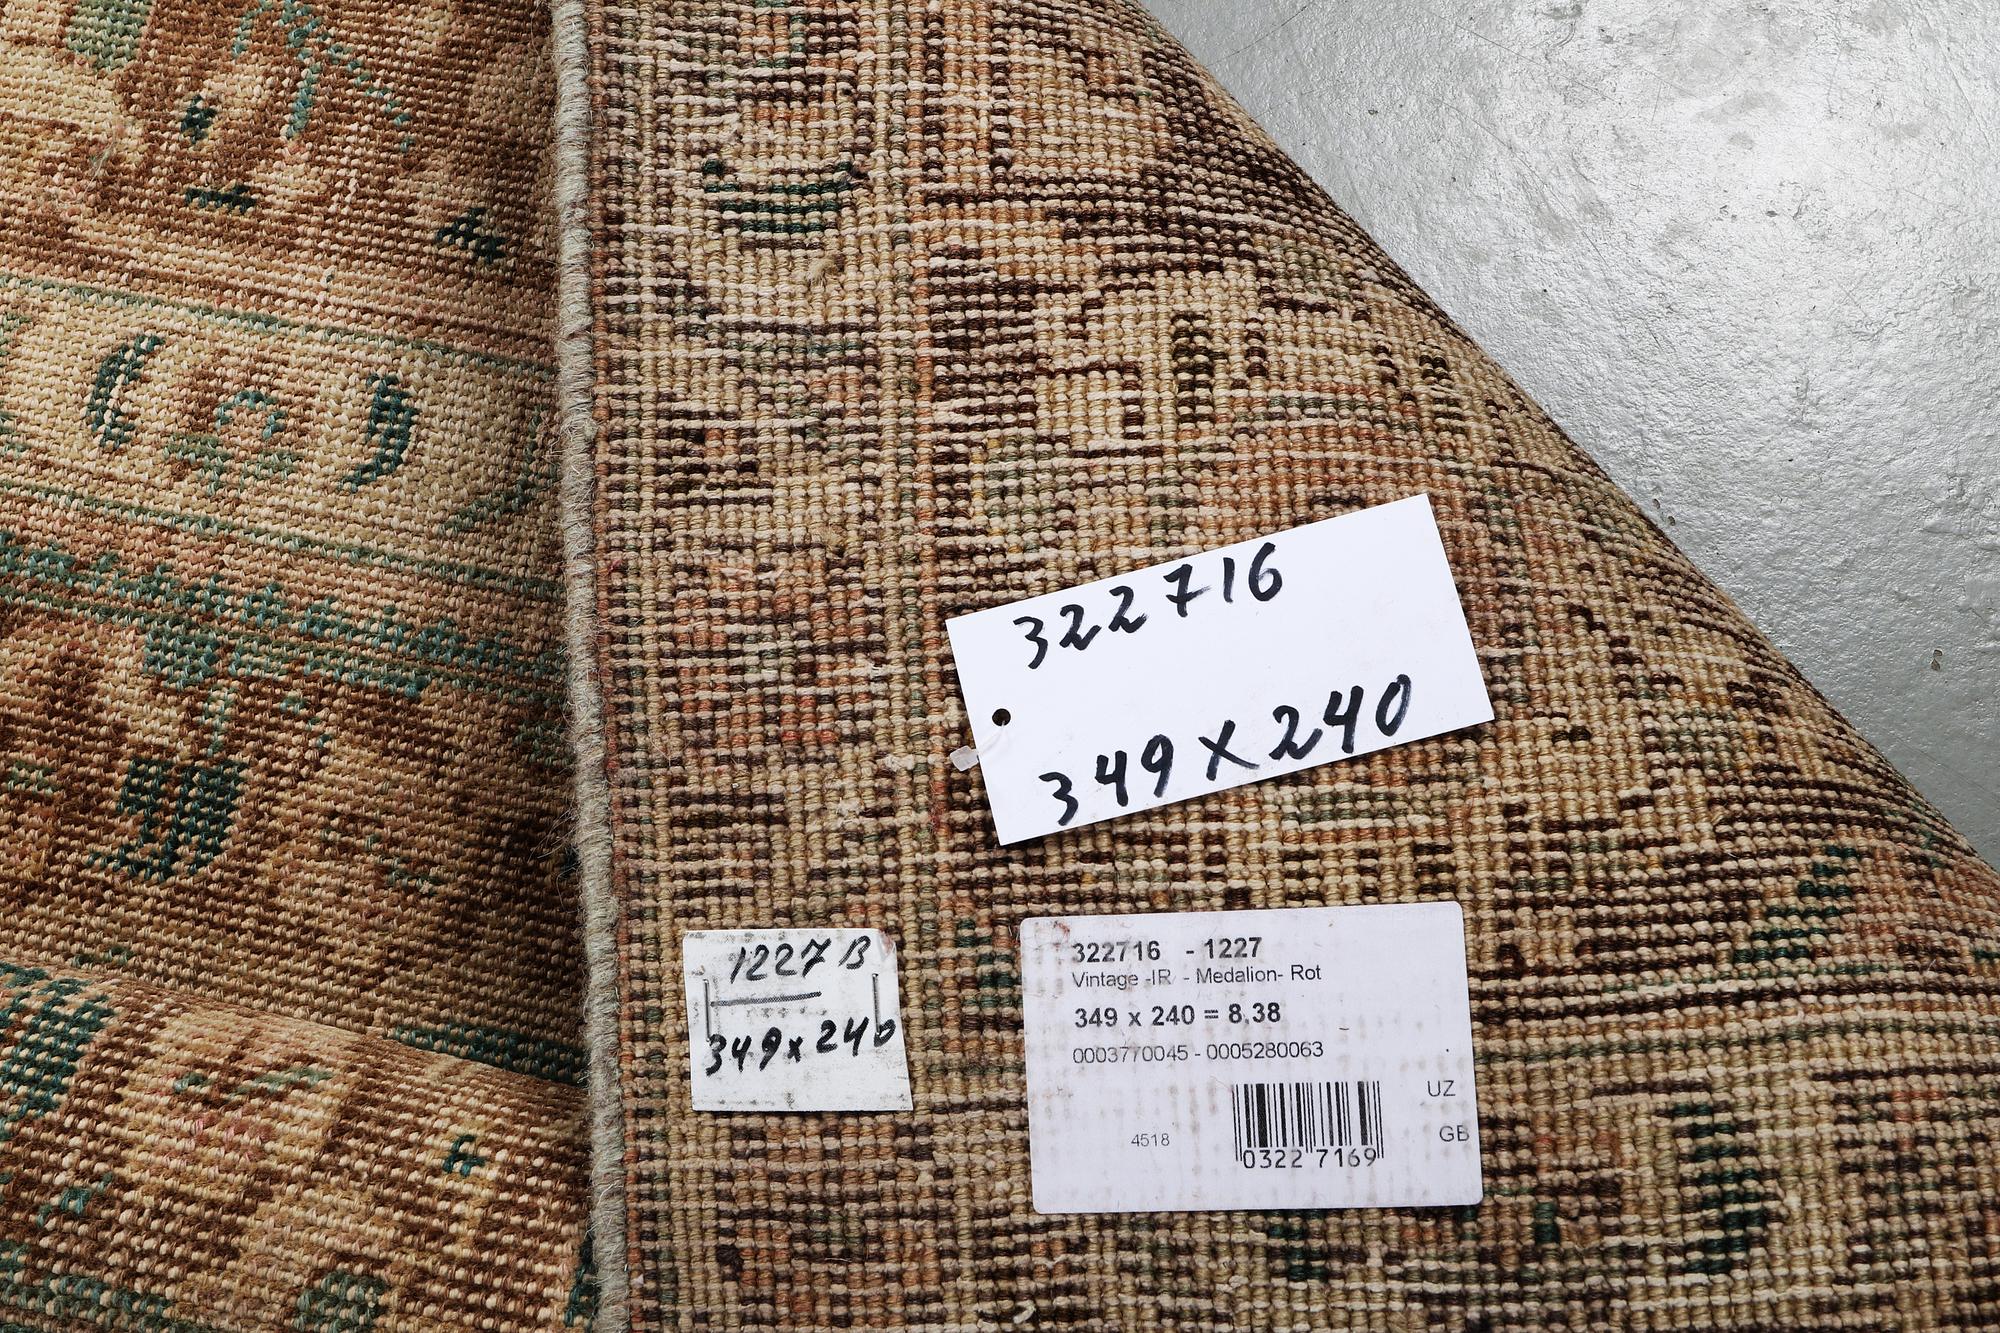 322716
349 X 240
1227 B
349 x 240
322716 - 1227
Vintage -IR - Medalion- Rot
349 x 240 = 8,38
0003770045 - 0005280063
UZ
4518
GB
0322 7169